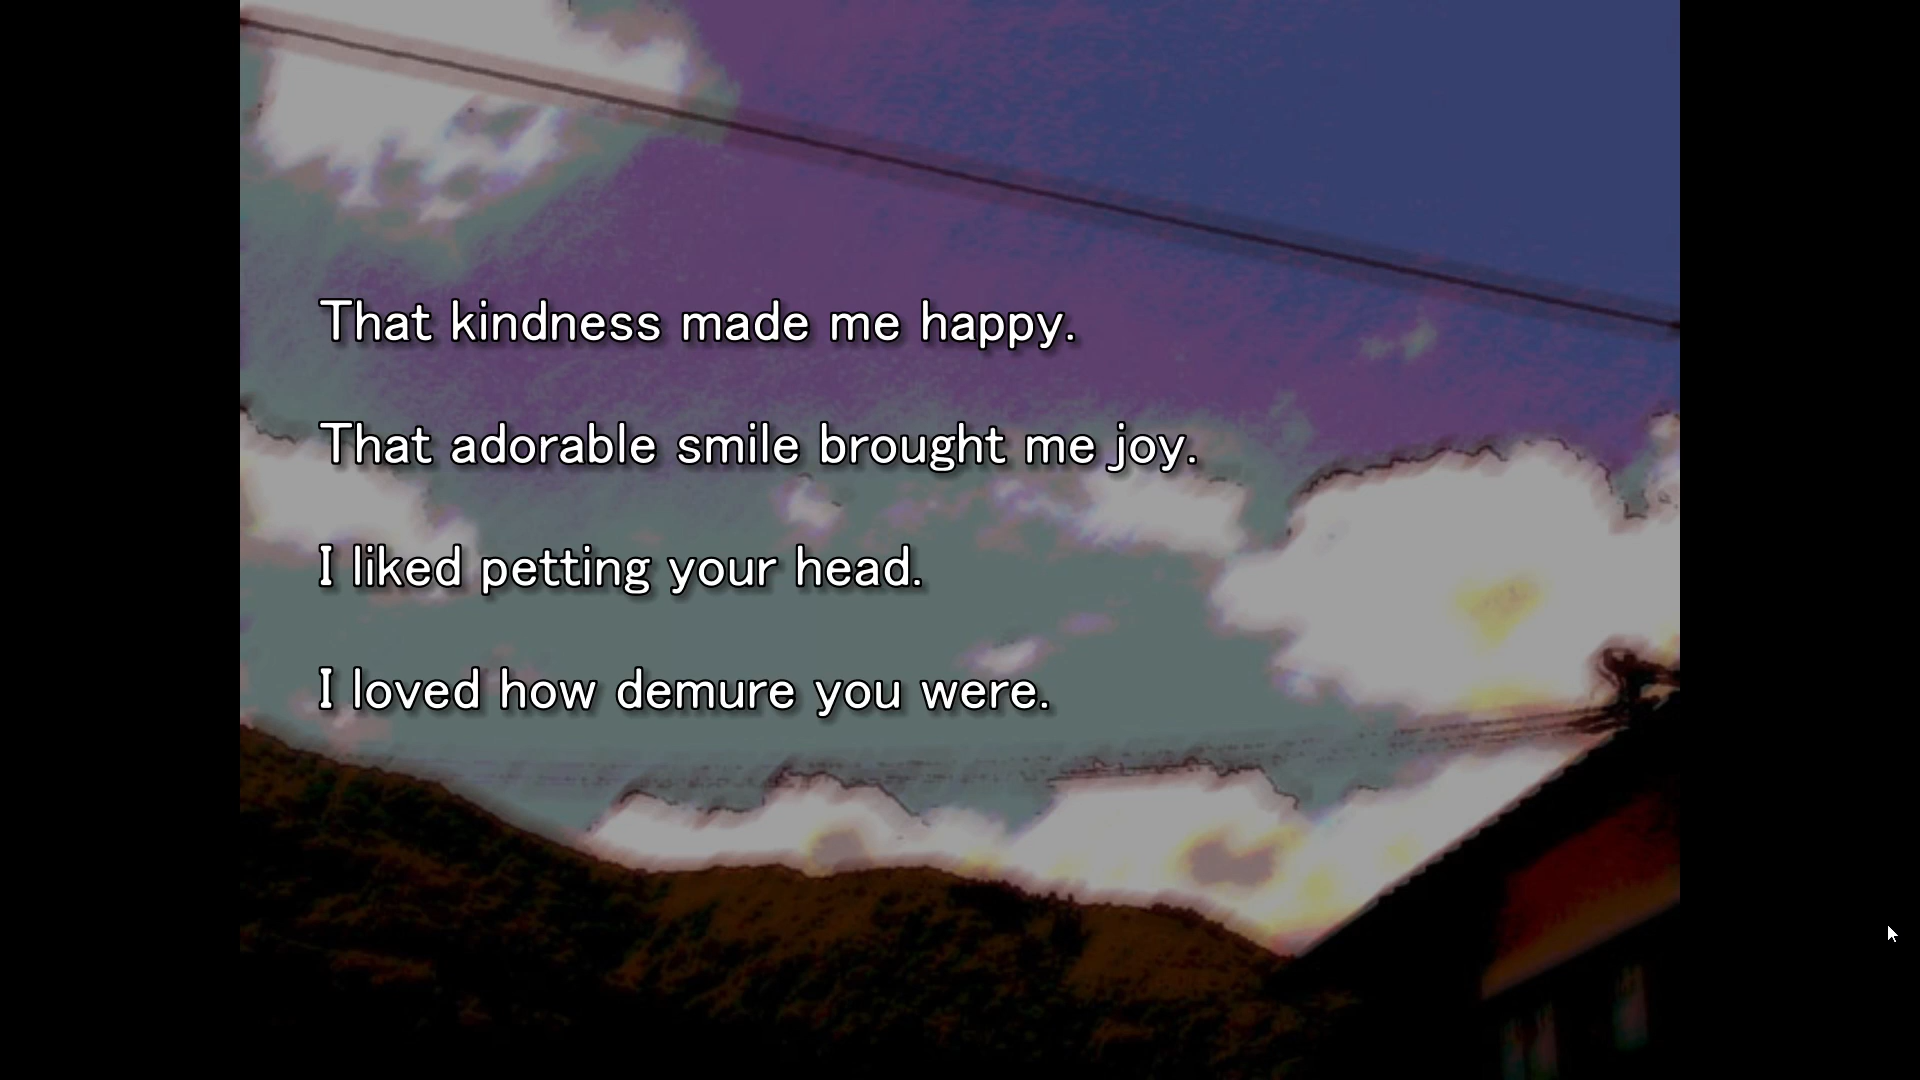 That kindness made me happy.
That adorable smile brought me joy.
I liked petting your head.
I loved how demure you were.